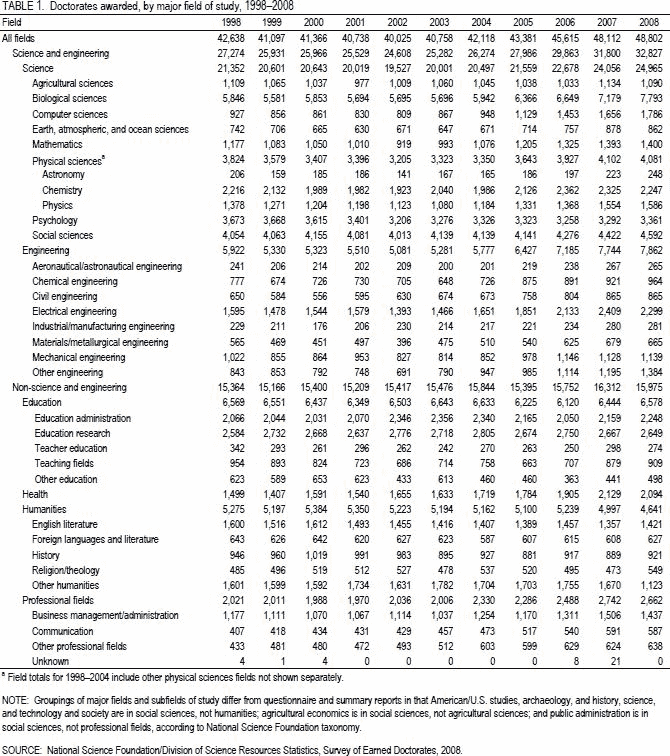 TABLE 1. Doctorates awarded, by major field of study, 1998–2008
Field 1998 1999 2000 2001 2002 2003 2004 2005 2006 2007 2008
All fields 42,638 41,097 41,366 40,738 40,025 40,758 42,118 43,381 45,615 48,112 48,802
Science and engineering 27,274 25,931 25,966 25,529 24,608 25,282 26,274 27,986 29,863 31,800 32,827
Science 21,352 20,601 20,643 20,019 19,527 20,001 20,497 21,559 22,678 24,056 24,965
Agricultural sciences 1,109 1,065 1,037 977 1,009 1,060 1,045 1,038 1,033 1,134 1,090
Biological sciences 5,846 5,581 5,853 5,694 5,695 5,696 5,942 6,366 6,649 7,179 7,793
Computer sciences 927 856 861 830 809 867 948 1,129 1,453 1,656 1,786
Earth, atmospheric, and ocean sciences 742 706 665 630 671 647 671 714 757 878 862
Mathematics 1,177 1,083 1,050 1,010 919 993 1,076 1,205 1,325 1,393 1,400
Physical sciencesa 3,824 3,579 3,407 3,396 3,205 3,323 3,350 3,643 3,927 4,102 4,081
Astronomy 206 159 185 186 141 167 165 186 197 223 248
Chemistry 2,216 2,132 1,989 1,982 1,923 2,040 1,986 2,126 2,362 2,325 2,247
Physics 1,378 1,271 1,204 1,198 1,123 1,080 1,184 1,331 1,368 1,554 1,586
Psychology 3,673 3,668 3,615 3,401 3,206 3,276 3,326 3,323 3,258 3,292 3,361
Social sciences 4,054 4,063 4,155 4,081 4,013 4,139 4,139 4,141 4,276 4,422 4,592
Engineering 5,922 5,330 5,323 5,510 5,081 5,281 5,777 6,427 7,185 7,744 7,862
Aeronautical/astronautical engineering 241 206 214 202 209 200 201 219 238 267 265
Chemical engineering 777 674 726 730 705 648 726 875 891 921 964
Civil engineering 650 584 556 595 630 674 673 758 804 865 865
Electrical engineering 1,595 1,478 1,544 1,579 1,393 1,466 1,651 1,851 2,133 2,409 2,299
Industrial/manufacturing engineering 229 211 176 206 230 214 217 221 234 280 281
Materials/metallurgical engineering 565 469 451 497 396 475 510 540 625 679 665
Mechanical engineering 1,022 855 864 953 827 814 852 978 1,146 1,128 1,139
Other engineering 843 853 792 748 691 790 947 985 1,114 1,195 1,384
Non-science and engineering 15,364 15,166 15,400 15,209 15,417 15,476 15,844 15,395 15,752 16,312 15,975
Education 6,569 6,551 6,437 6,349 6,503 6,643 6,633 6,225 6,120 6,444 6,578
Education administration 2,066 2,044 2,031 2,070 2,346 2,356 2,340 2,165 2,050 2,159 2,248
Education research 2,584 2,732 2,668 2,637 2,776 2,718 2,805 2,674 2,750 2,667 2,649
Teacher education 342 293 261 296 262 242 270 263 250 298 274
Teaching fields 954 893 824 723 686 714 758 663 707 879 909
Other education 623 589 653 623 433 613 460 460 363 441 498
Health 1,499 1,407 1,591 1,540 1,655 1,633 1,719 1,784 1,905 2,129 2,094
Humanities 5,275 5,197 5,384 5,350 5,223 5,194 5,162 5,100 5,239 4,997 4,641
English literature 1,600 1,516 1,612 1,493 1,455 1,416 1,407 1,389 1,457 1,357 1,421
Foreign languages and literature 643 626 642 620 627 623 587 607 615 608 627
History 946 960 1,019 991 983 895 927 881 917 889 921
Religion/theology 485 496 519 512 527 478 537 520 495 473 549
Other humanities 1,601 1,599 1,592 1,734 1,631 1,782 1,704 1,703 1,755 1,670 1,123
Professional fields 2,021 2,011 1,988 1,970 2,036 2,006 2,330 2,286 2,488 2,742 2,662
Business management/administration 1,177 1,111 1,070 1,067 1,114 1,037 1,254 1,170 1,311 1,506 1,437
Communication 407 418 434 431 429 457 473 517 540 591 587
Other professional fields 433 481 480 472 493 512 603 599 629 624 638
Unknown 4 1 4 0 0 0 0 0 8 21 0
a Field totals for 1998–2004 include other physical sciences fields not shown separately.
NOTE: Groupings of major fields and subfields of study differ from questionnaire and summary reports in that American/U.S. studies, archaeology, and history, science,
and technology and society are in social sciences, not humanities; agricultural economics is in social sciences, not agricultural sciences; and public administration is in
social sciences, not professional fields, according to National Science Foundation taxonomy.
SOURCE: National Science Foundation/Division of Science Resources Statistics, Survey of Earned Doctorates, 2008.